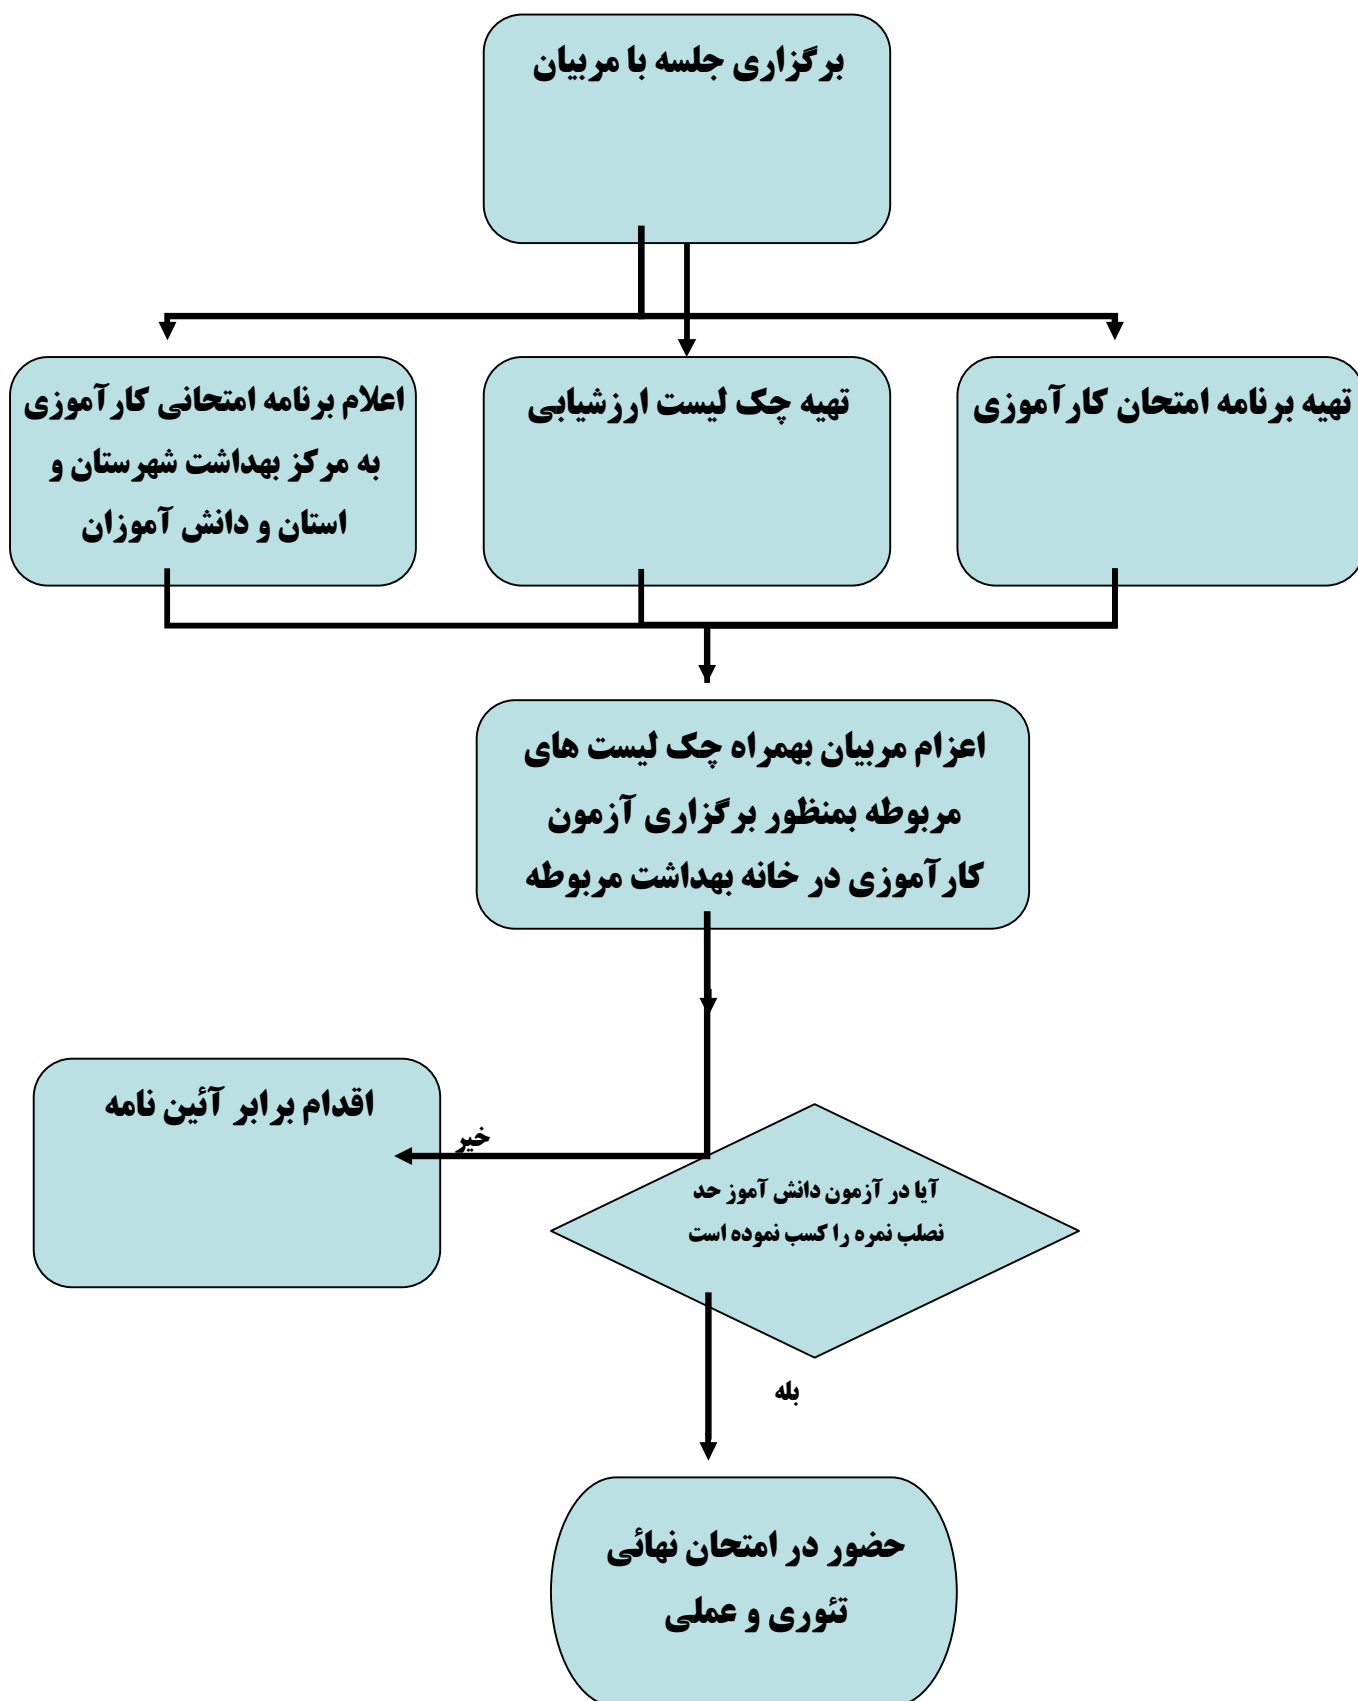 برگزاری جلسه با مربیان
تهیه برنامه امتحان کارآموزی
تهیه چک لیست ارزشیابی
اعلام برنامه امتحانی کارآموزی
به مرکز بهداشت شهرستان و
استان و دانش آموزان
اعزام مربیان بهمراه چک لیست های
مربوطه بمنظور برگزاری آزمون
کارآموزی در خانه بهداشت مربوطه
اقدام برابر آئین نامه
خیر
آیا در آزمون دانش آموز حد
نصلب نمره را کسب نموده است
بله
حضور در امتحان نهائی
تئوری و عملی